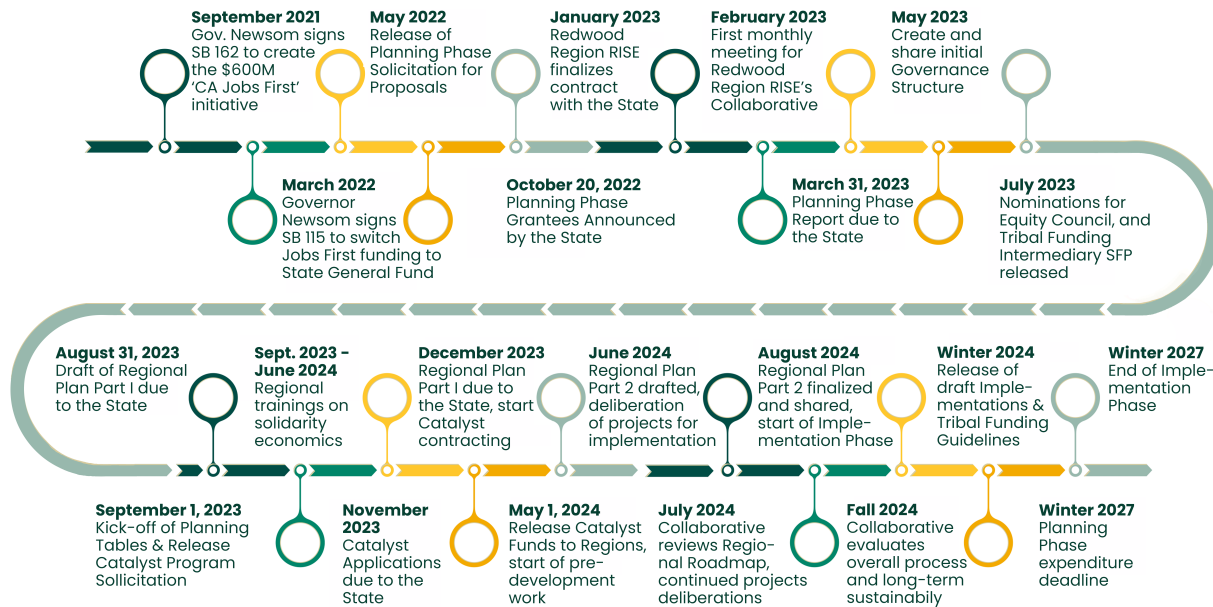 September 2021
Gov. Newsom signs
SB 162 to create
the $600M
‘CA Jobs First’
initiative
May 2022
Release of
Planning Phase
Solicitation for
Proposals
January 2023
Redwood
Region RISE
finalizes
contract
with the State
February 2023
First monthly
meeting for
Redwood
Region RISE’s
Collaborative
May 2023
Create and
share initial
Governance
Structure
March 2022
Governor
Newsom signs
SB 115 to switch
Jobs First funding to
State General Fund
October 20, 2022
Planning Phase
Grantees Announced
by the State
March 31, 2023
Planning Phase
Report due to
the State
July 2023
Nominations for
Equity Council, and
Tribal Funding
Intermediary SFP
released
August 31, 2023
Draft of Regional
Plan Part I due
to the State
Sept. 2023 -
June 2024
Regional
trainings on
solidarity
economics
December 2023
Regional Plan
Part I due to
the State, start
Catalyst
contracting
June 2024
Regional Plan
Part 2 drafted,
deliberation
of projects for
implementation
August 2024
Regional Plan
Part 2 finalized
and shared,
start of Imple-
mentation Phase
Winter 2024
Release of
draft Imple-
mentations &
Tribal Funding
Guidelines
Winter 2027
End of Imple-
mentation
Phase
September 1, 2023
Kick-off of Planning
Tables & Release
Catalyst Program
Sollicitation
November
2023
Catalyst
Applications
due to the
State
May 1, 2024
Release Catalyst
Funds to Regions,
start of pre-
development
work
July 2024
Collaborative
reviews Regio-
nal Roadmap,
continued projects
deliberations
Fall 2024
Collaborative
evaluates
overall process
and long-term
sustainabily
Winter 2027
Planning
Phase
expenditure
deadline